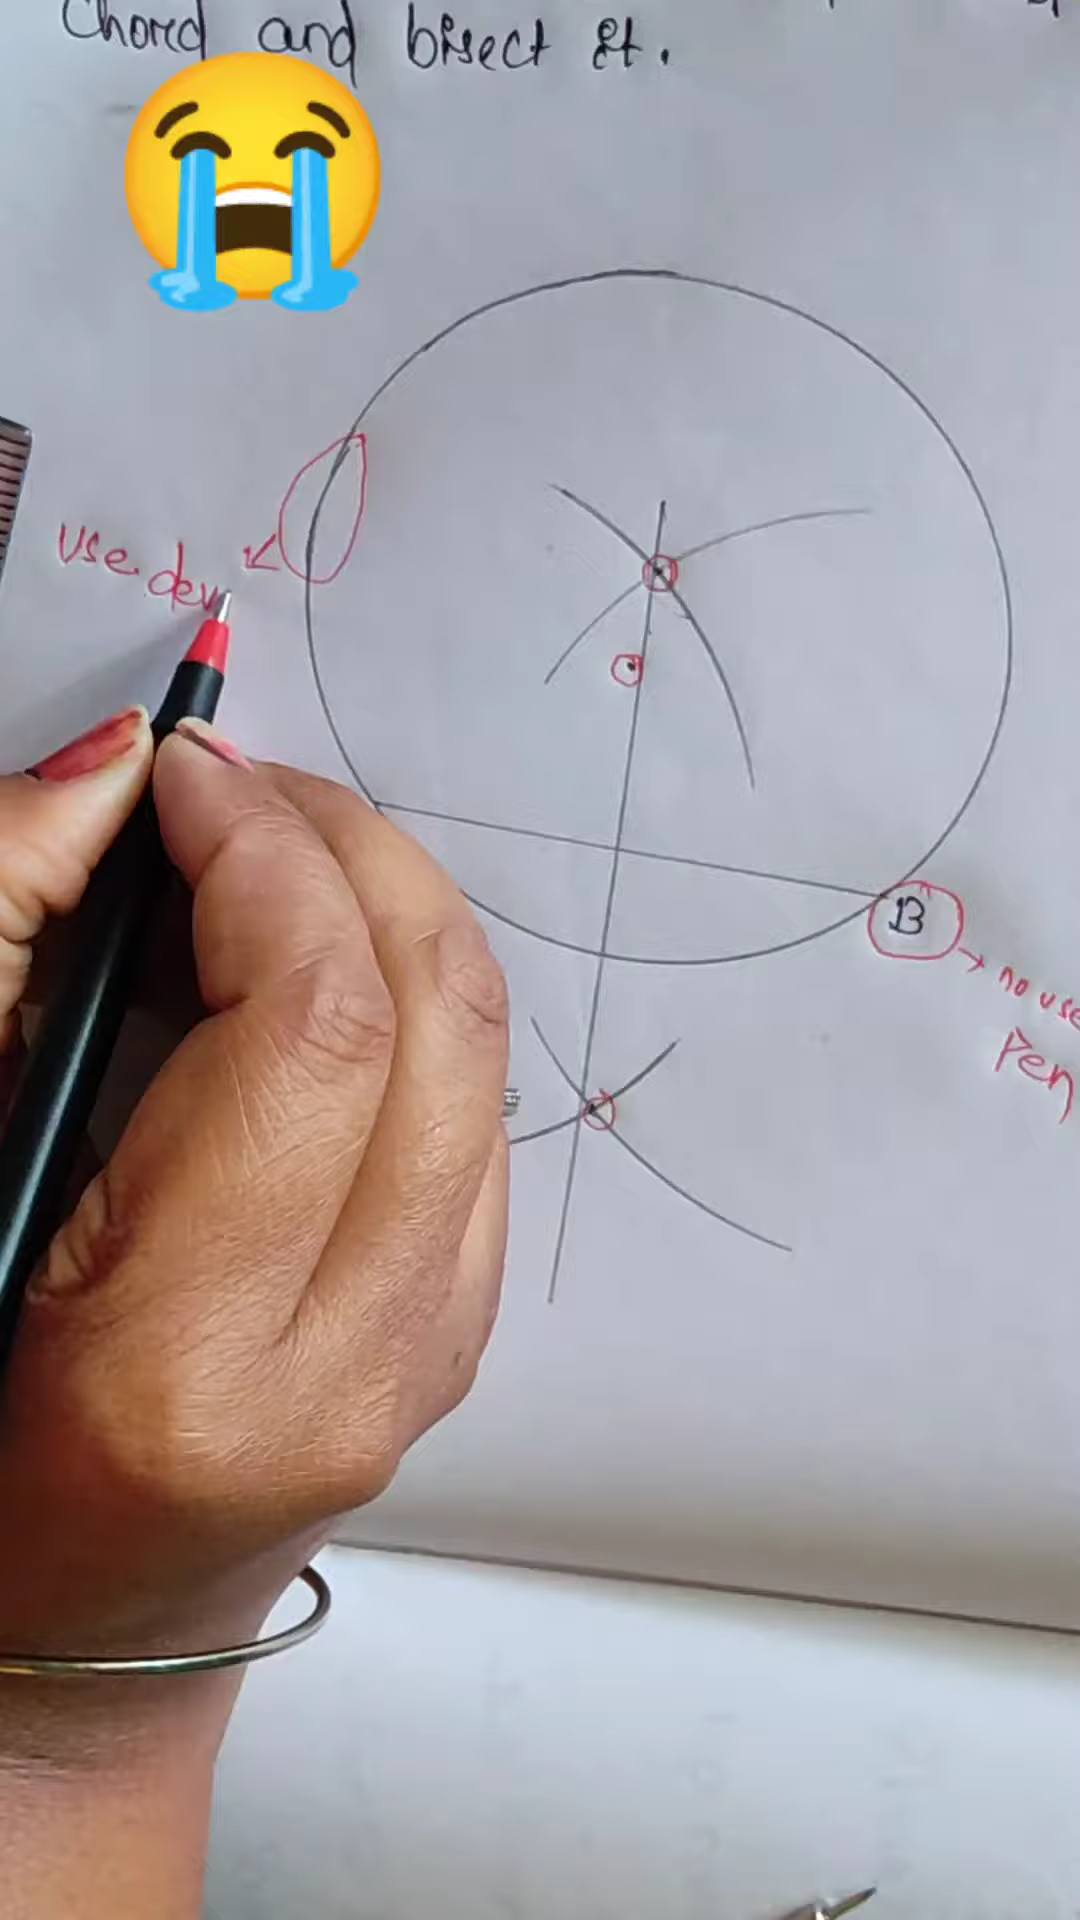 Chord and bisect it.
use. dev
B
no use
Pen